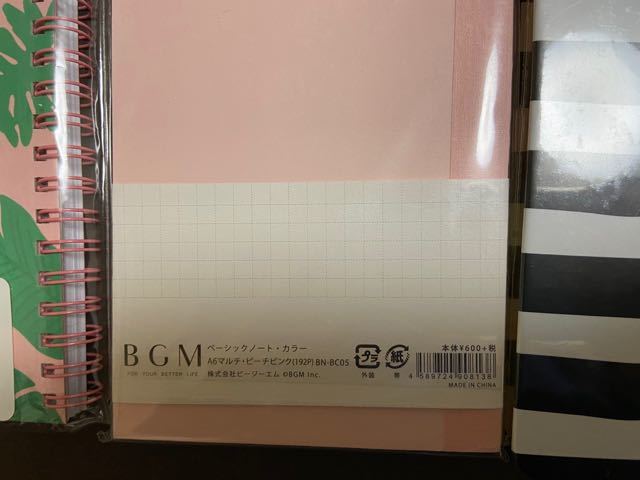 BGM
FOR YOUR BETTER LIFE
ベーシックノート・カラー
A6マルチ・ピーチピンク(192P) BN-BC05
株式会社ビージーエム ©BGM Inc.
プラ
外装
紙
帯
本体¥600+税
4589724908138
MADE IN CHINA